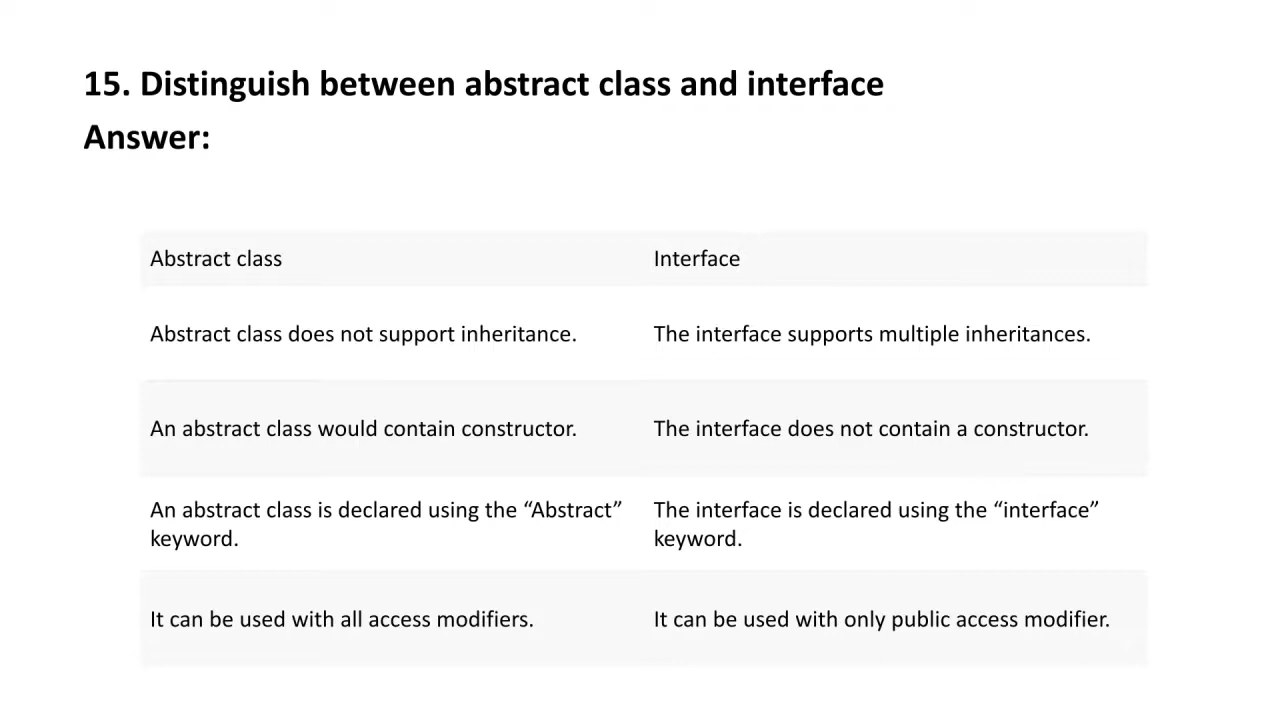 15. Distinguish between abstract class and interface
Answer:
Abstract class
Interface
Abstract class does not support inheritance.
The interface supports multiple inheritances.
An abstract class would contain constructor.
The interface does not contain a constructor.
An abstract class is declared using the “Abstract”
keyword.
The interface is declared using the “interface”
keyword.
It can be used with all access modifiers.
It can be used with only public access modifier.